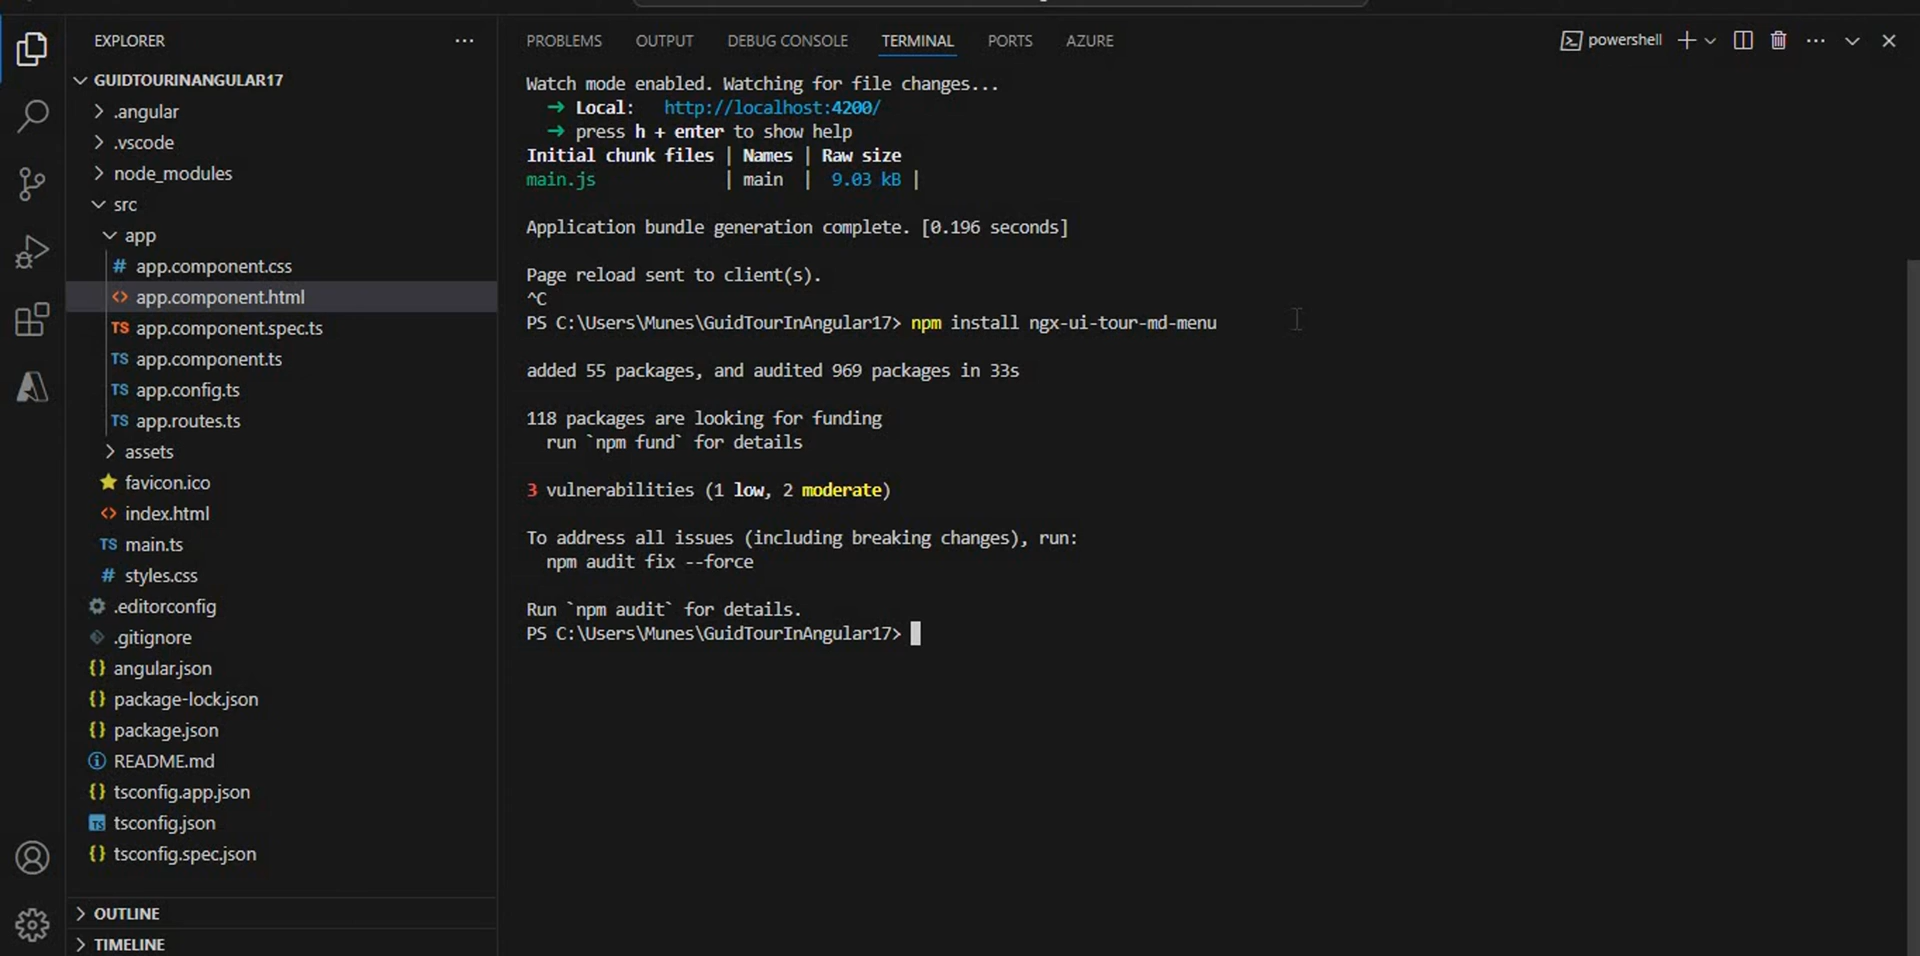 EXPLORER
GUIDTOURINANGULAR17
.angular
.vscode
node_modules
src
app
app.component.css
app.component.html
app.component.spec.ts
app.component.ts
app.config.ts
app.routes.ts
assets
favicon.ico
index.html
main.ts
styles.css
.editorconfig
.gitignore
angular.json
package-lock.json
package.json
README.md
tsconfig.app.json
tsconfig.json
tsconfig.spec.json
OUTLINE
TIMELINE
PROBLEMS OUTPUT DEBUG CONSOLE TERMINAL PORTS AZURE powershell
Watch mode enabled. Watching for file changes...
➜ Local: http://localhost:4200/
➜ press h + enter to show help
Initial chunk files | Names | Raw size
main.js | main | 9.03 kB |
Application bundle generation complete. [0.196 seconds]
Page reload sent to client(s).
^C
PS C:\Users\Munes\GuidTourInAngular17> npm install ngx-ui-tour-md-menu
added 55 packages, and audited 969 packages in 33s
118 packages are looking for funding
run `npm fund` for details
3 vulnerabilities (1 low, 2 moderate)
To address all issues (including breaking changes), run:
npm audit fix --force
Run `npm audit` for details.
PS C:\Users\Munes\GuidTourInAngular17>